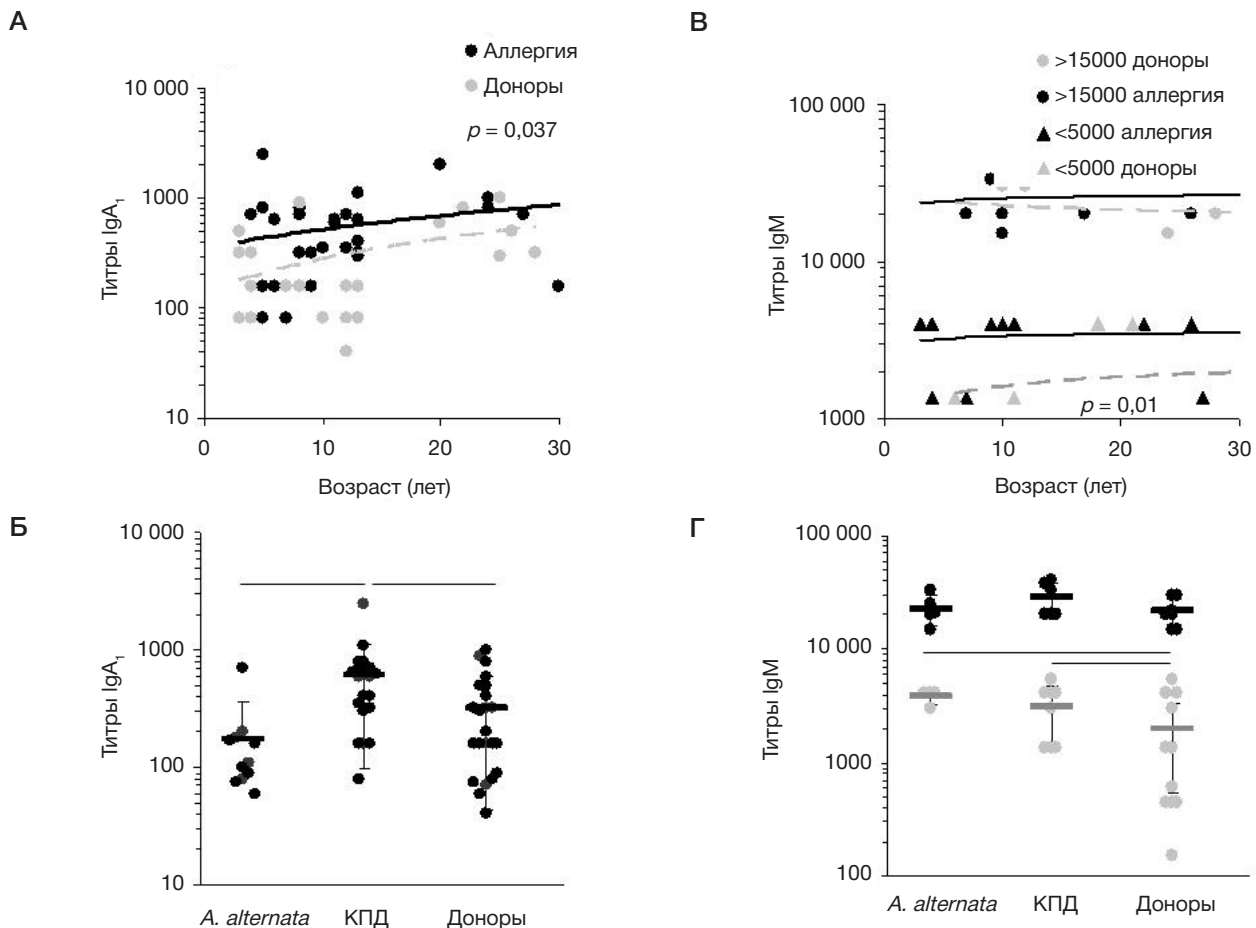 А
Аллергия
Доноры
p = 0,037
10 000
1000
100
10
0 10 20 30
Титры IgA1
Возраст (лет)
В
>15000 доноры
>15000 аллергия
<5000 аллергия
<5000 доноры
100 000
10 000
1000
p = 0,01
0 10 20 30
Титры IgM
Возраст (лет)
Б
10 000
1000
100
10
Титры IgA1
A. alternata КПД Доноры
Г
100 000
10 000
1000
100
Титры IgM
A. alternata КПД Доноры